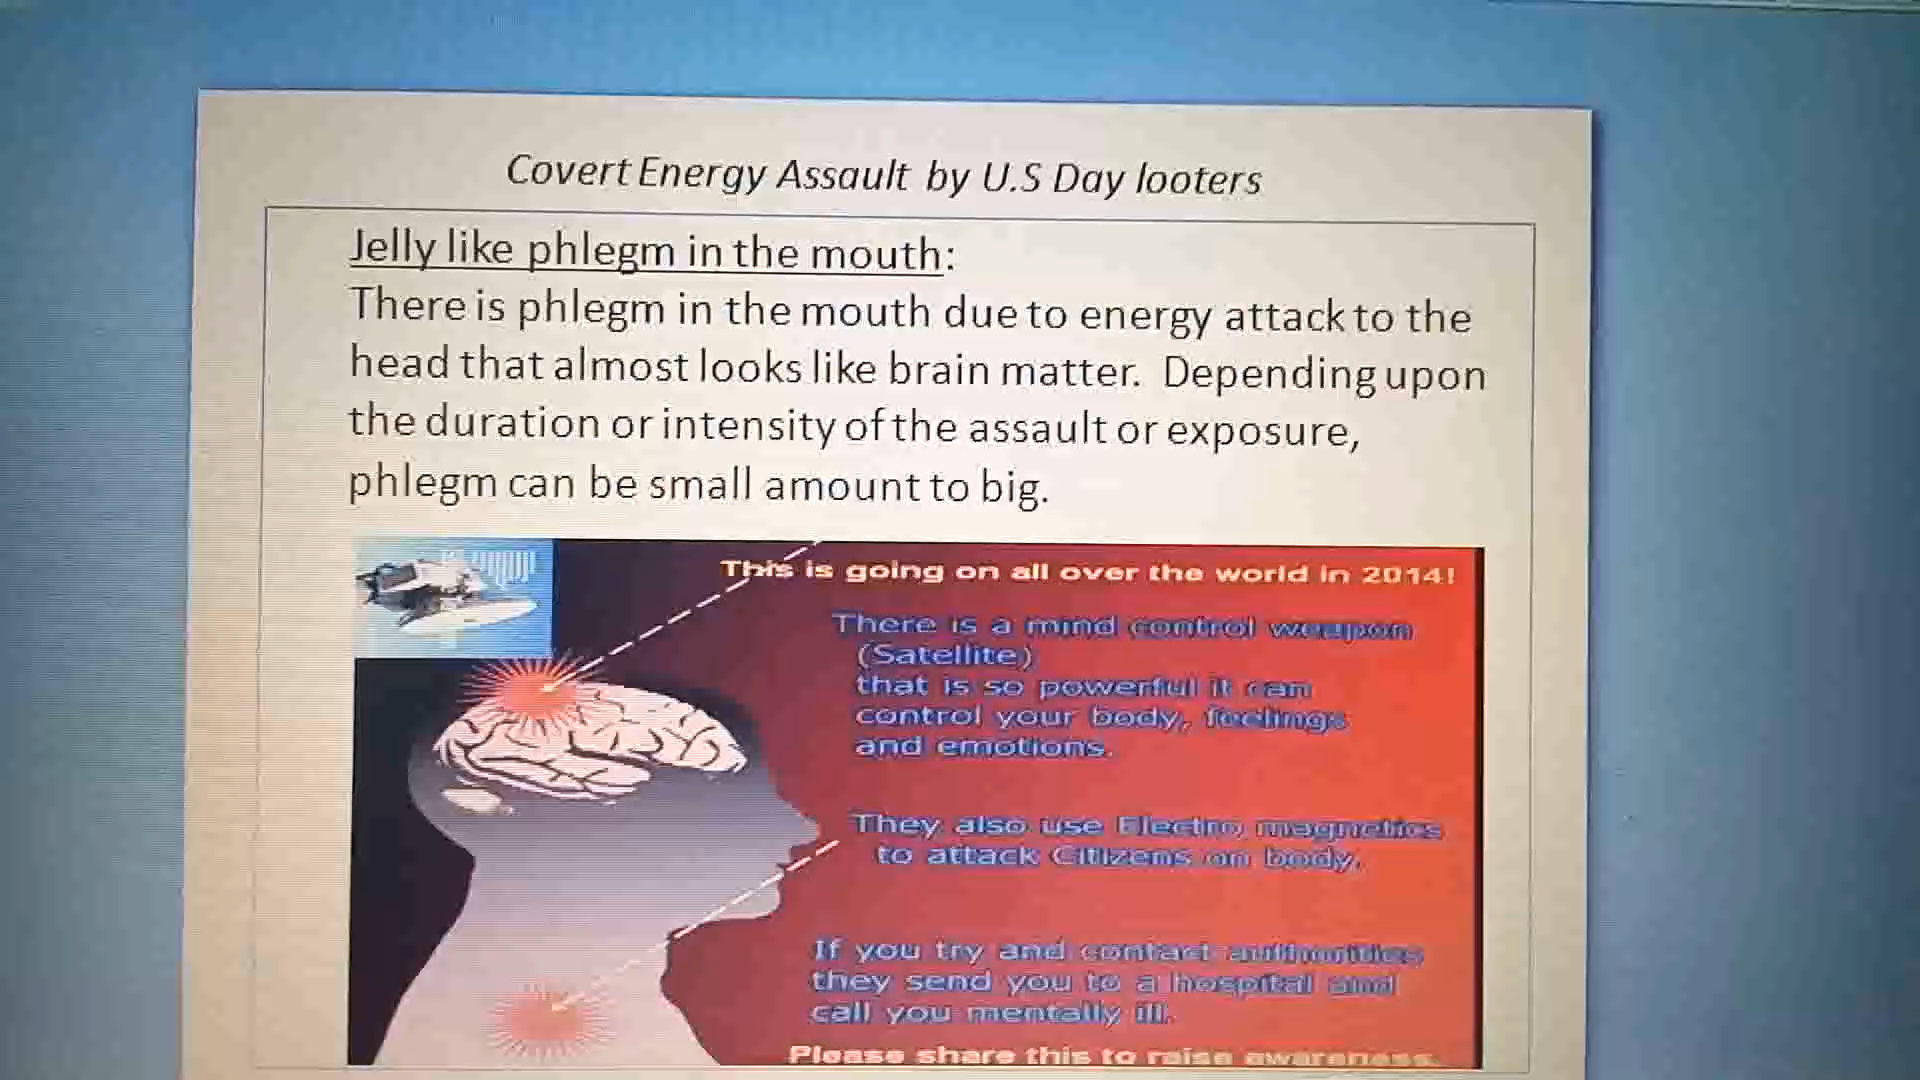 Covert Energy Assault by U.S Day looters
Jelly like phlegm in the mouth:
There is phlegm in the mouth due to energy attack to the
head that almost looks like brain matter. Depending upon
the duration or intensity of the assault or exposure,
phlegm can be small amount to big.
This is going on all over the world in 2014!
There is a mind control weapon
(Satellite)
that is so powerful it can
control your body, feelings
and emotions.
They also use Electro magnetics
to attack Citizens on body.
If you try and contact authorities
they send you to a hospital and
call you mentally ill.
Please share this to raise awareness.